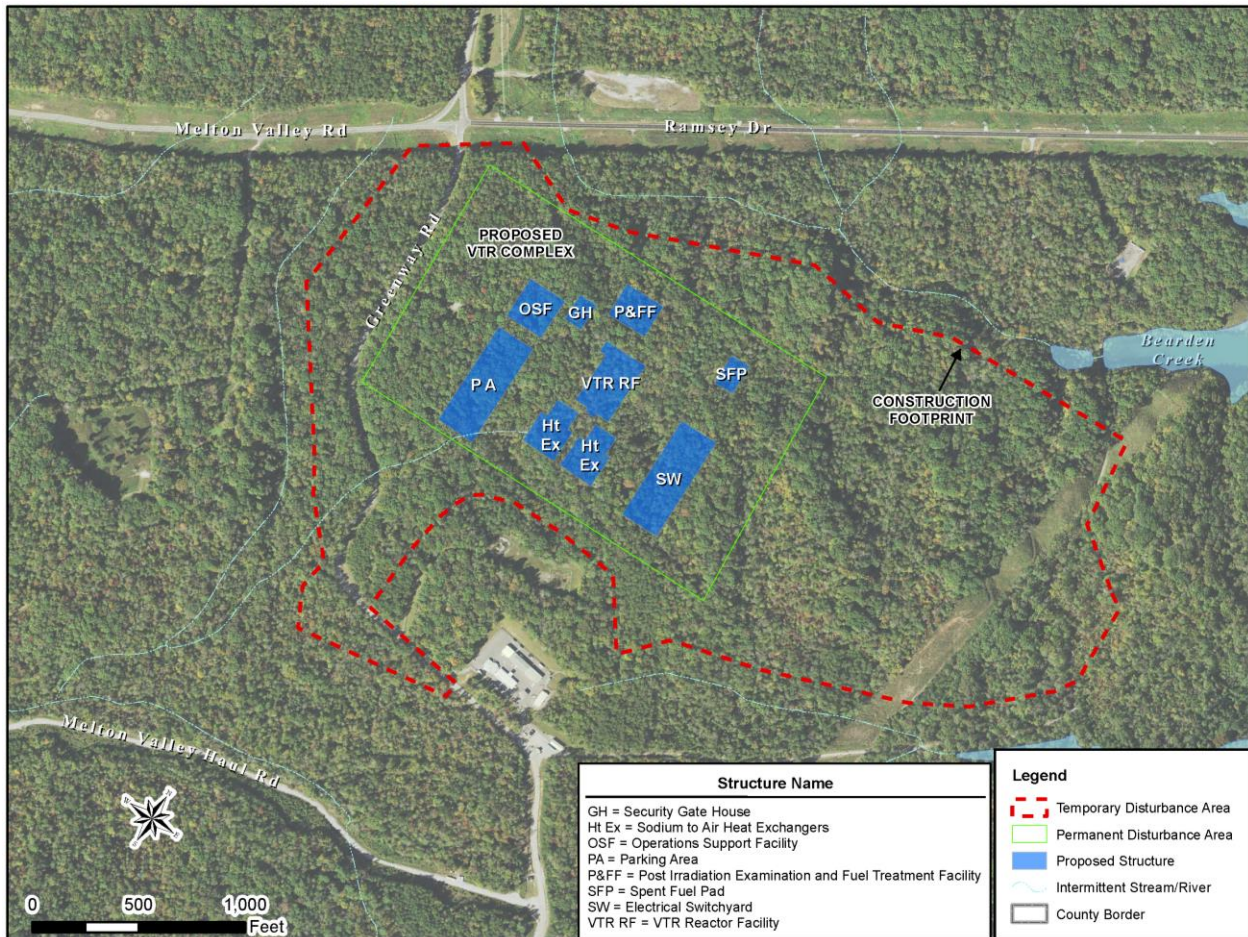 Melton Valley Rd
Ramsey Dr
Greenway Rd
PROPOSED
VTR COMPLEX
OSF
GH
P&FF
PA
VTR RF
SFP
Ht
Ex
Ht
Ex
SW
Bearden
Creek
CONSTRUCTION
FOOTPRINT
Melton Valley Haul Rd
0 500 1,000
Feet
Structure Name
GH = Security Gate House
Ht Ex = Sodium to Air Heat Exchangers
OSF = Operations Support Facility
PA = Parking Area
P&FF = Post Irradiation Examination and Fuel Treatment Facility
SFP = Spent Fuel Pad
SW = Electrical Switchyard
VTR RF = VTR Reactor Facility
Legend
Temporary Disturbance Area
Permanent Disturbance Area
Proposed Structure
Intermittent Stream/River
County Border